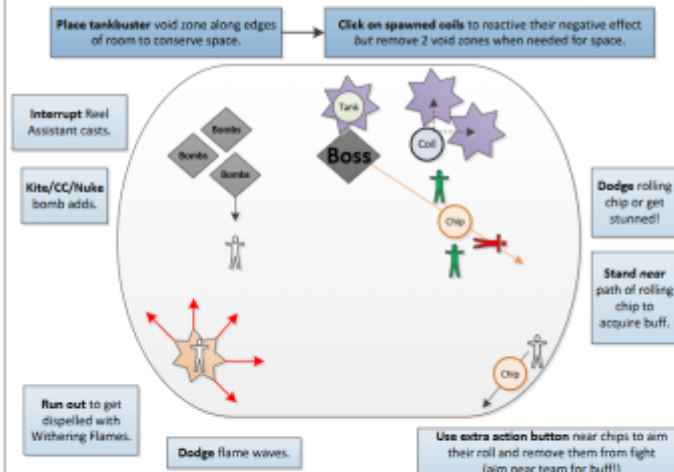 Place tankbuster void zone along edges
of room to conserve space.
Click on spawned coils to reactive their negative effect
but remove 2 void zones when needed for space.
Interrupt Reel
Assistant casts.
Kite/CC/Nuke
bomb adds.
Bombs
Bombs
Bombs
Tank
Boss
Coil
Chip
Dodge rolling
chip or get
stunned!
Stand near
path of rolling
chip to
acquire buff.
Chip
Run out to get
dispelled with
Withering Flames.
Dodge flame waves.
Use extra action button near chips to aim
their roll and remove them from fight
(aim near team for buff!)